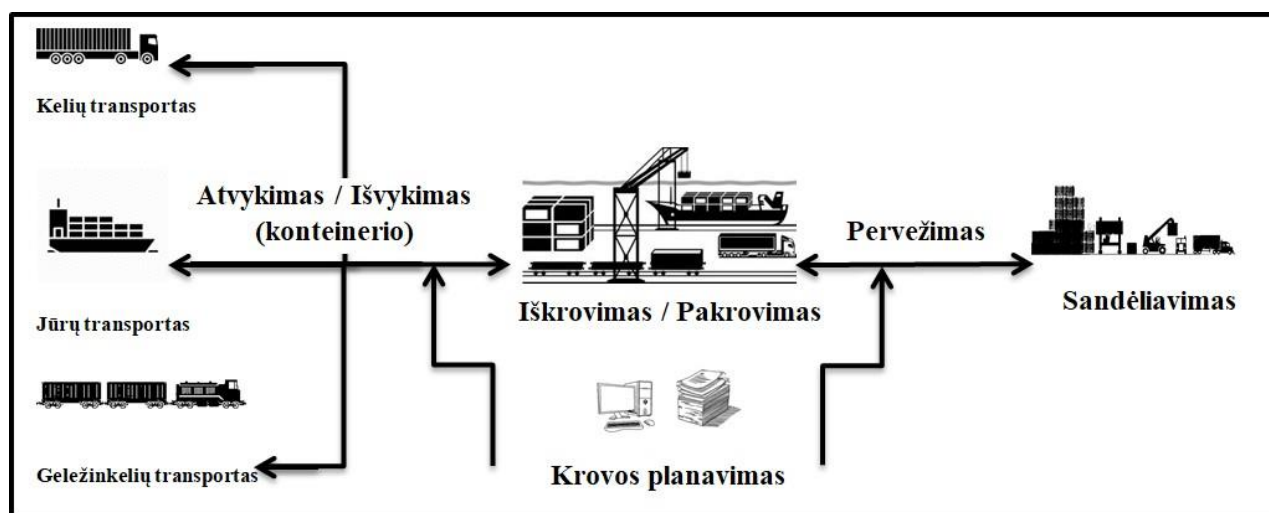 Kelių transportas
Atvykimas / Išvykimas
(konteinerio)
Jūrų transportas
Geležinkelių transportas
Iškrovimas / Pakrovimas
Krovos planavimas
Pervežimas
Sandėliavimas